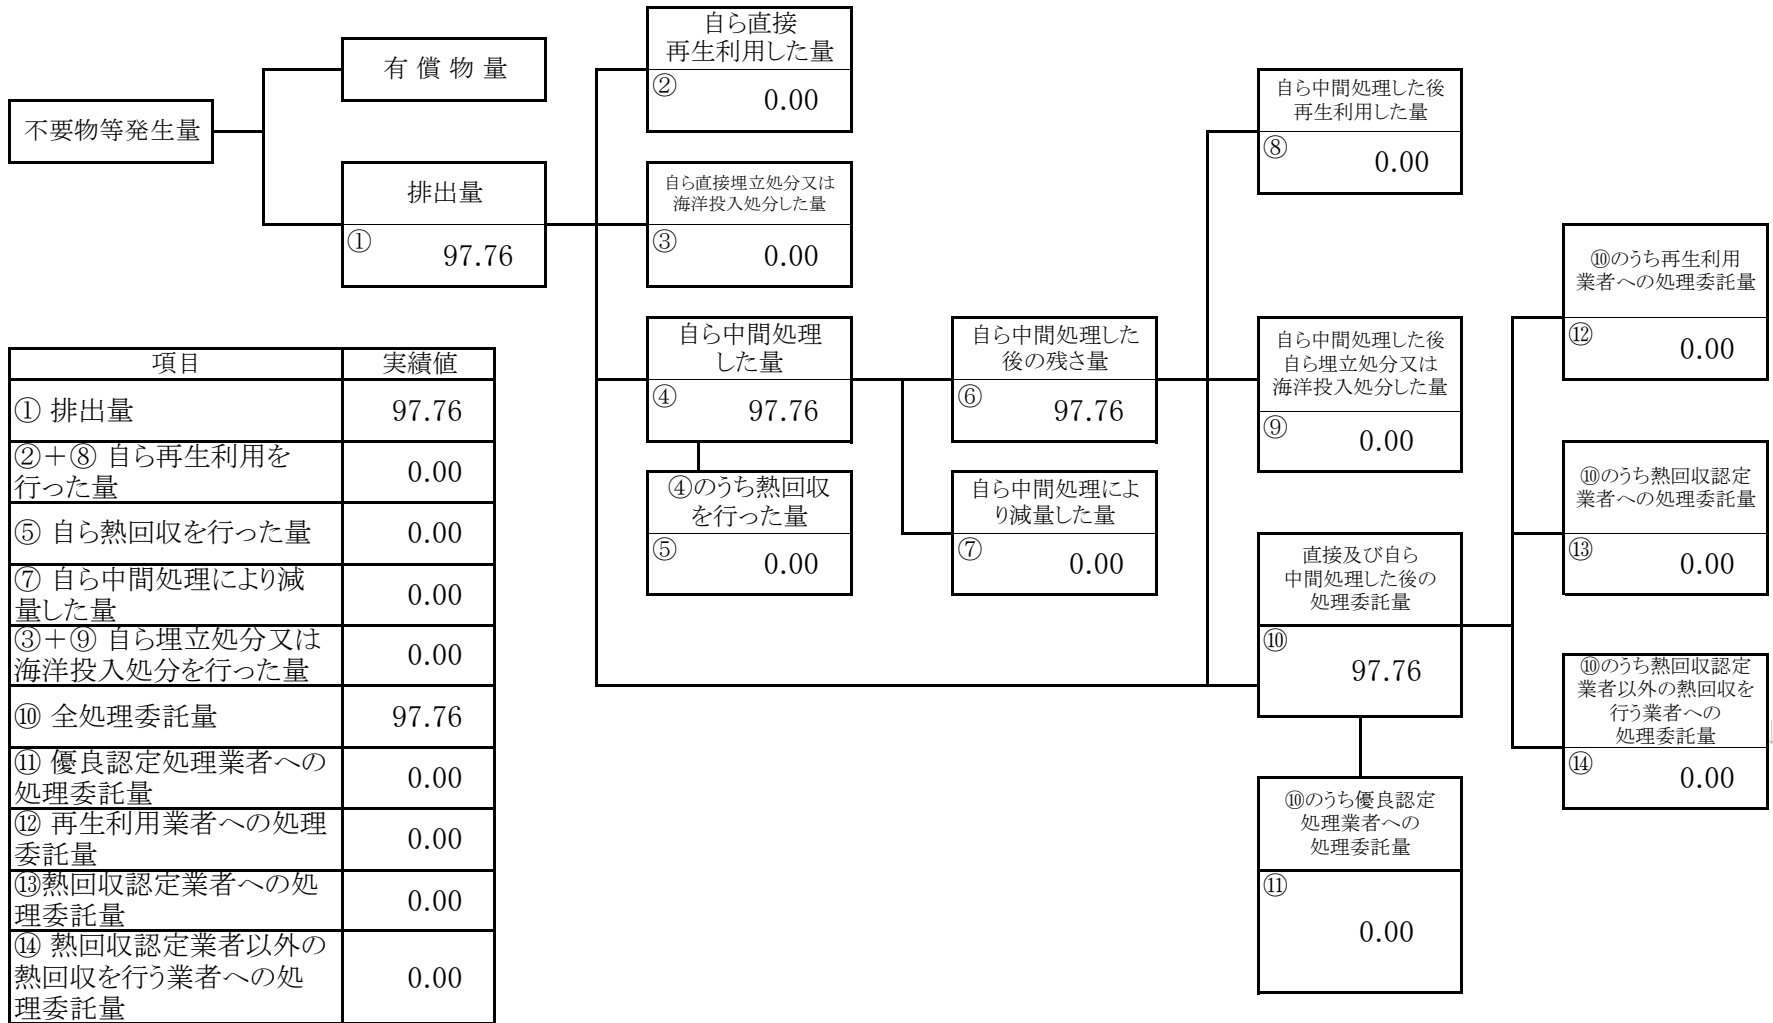 不要物等発生量
有 償 物 量
排出量
①
97.76
自ら直接
再生利用した量
②
0.00
自ら直接埋立処分又は
海洋投入処分した量
③
0.00
自ら中間処理
した量
④
97.76
④のうち熱回収
を行った量
⑤
0.00
自ら中間処理した
後の残さ量
⑥
97.76
自ら中間処理によ
り減量した量
⑦
0.00
自ら中間処理した後
再生利用した量
⑧
0.00
自ら中間処理した後
自ら埋立処分又は
海洋投入処分した量
⑨
0.00
直接及び自ら
中間処理した後の
処理委託量
⑩
97.76
⑩のうち優良認定
処理業者への
処理委託量
⑪
0.00
⑩のうち再生利用
業者への処理委託量
⑫
0.00
⑩のうち熱回収認定
業者への処理委託量
⑬
0.00
⑩のうち熱回収認定
業者以外の熱回収を
行う業者への
処理委託量
⑭
0.00
項目 実績値
① 排出量 97.76
②＋⑧ 自ら再生利用を
行った量 0.00
⑤ 自ら熱回収を行った量 0.00
⑦ 自ら中間処理により減
量した量 0.00
③＋⑨ 自ら埋立処分又は
海洋投入処分を行った量 0.00
⑩ 全処理委託量 97.76
⑪ 優良認定処理業者への
処理委託量 0.00
⑫ 再生利用業者への処理
委託量 0.00
⑬熱回収認定業者への処
理委託量 0.00
⑭ 熱回収認定業者以外の
熱回収を行う業者への処
理委託量 0.00